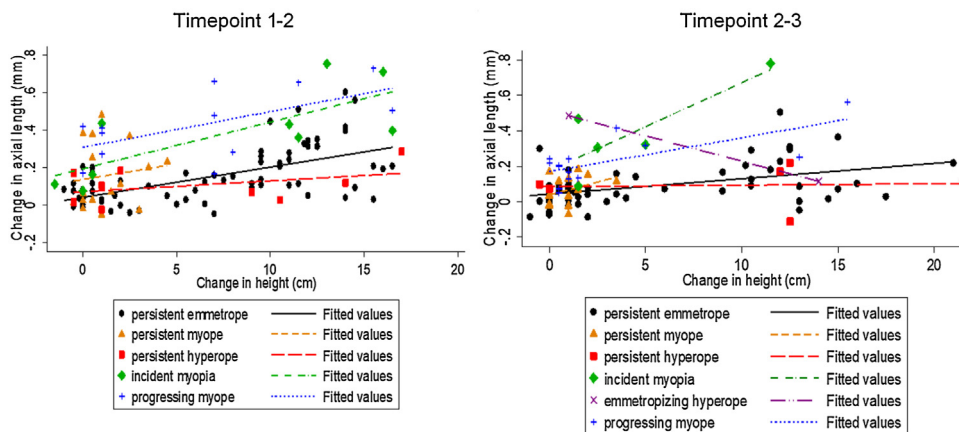 Timepoint 1-2
Timepoint 2-3
Change in axial length (mm)
.8
.6
.4
.2
0
-.2
0 5 10 15 20
Change in height (cm)
persistent emmetrope Fitted values
persistent myope Fitted values
persistent hyperope Fitted values
incident myopia Fitted values
progressing myope Fitted values
Change in axial length (mm)
.8
.6
.4
.2
0
-.2
0 5 10 15 20
Change in height (cm)
persistent emmetrope Fitted values
persistent myope Fitted values
persistent hyperope Fitted values
incident myopia Fitted values
emmetropizing hyperope Fitted values
progressing myope Fitted values